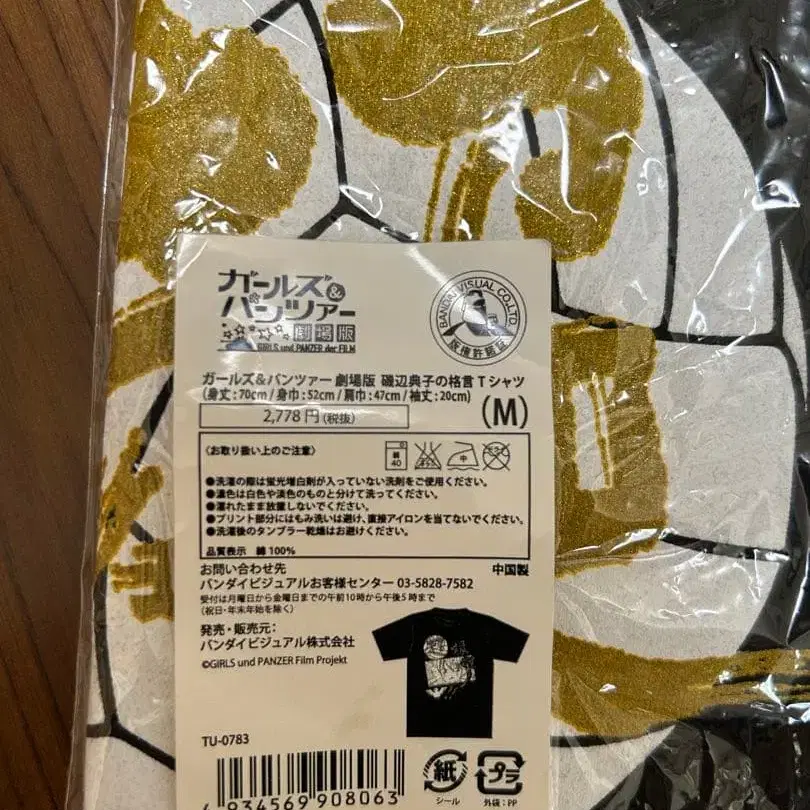 ガールズ&
パンツァー
劇場版
GIRLS und PANZER der FILM
BANDAI VISUAL CO.,LTD.
版権許諾証
ガールズ&パンツァー 劇場版 磯辺典子の格言Tシャツ
(身丈:70cm / 身巾:52cm / 肩巾:47cm / 袖丈:20cm)
(M)
2,778円(税抜)
〈お取り扱い上のご注意〉
綿
40
中
●洗濯の際は蛍光増白剤が入っていない洗剤をご使用ください。
●濃色は白色や淡色のものと分けて洗ってください。
●濡れたまま放置しないでください。
●プリント部分にはもみ洗いは避け、直接アイロンを当てないでください。
●洗濯後のタンブラー乾燥はお避けください。
品質表示 綿100%
お問い合わせ先 中国製
バンダイビジュアルお客様センター 03-5828-7582
受付は月曜日から金曜日までの午前10時から午後5時まで
(祝日・年末年始を除く)
発売・販売元:
バンダイビジュアル株式会社
©GIRLS und PANZER Film Projekt
TU-0783
4 934569 908063
紙
シール
プラ
外袋:PP